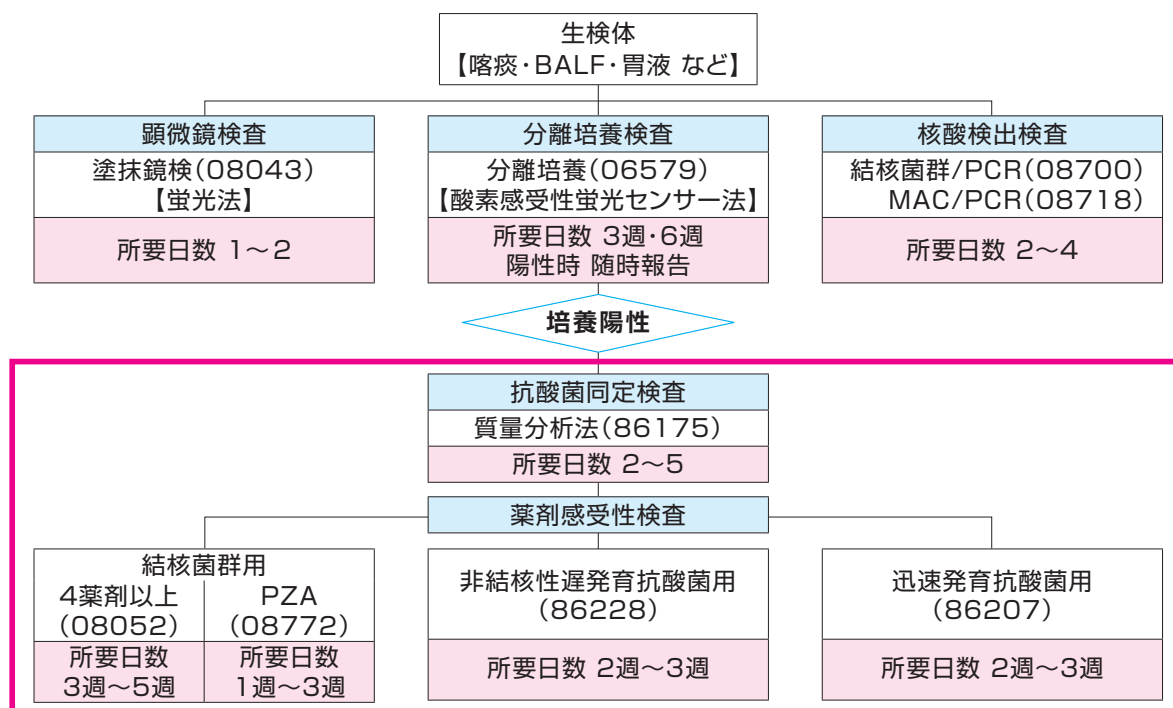 生検体
【喀痰・BALF・胃液 など】
顕微鏡検査
塗抹鏡検(08043)
【蛍光法】
所要日数 1～2
分離培養検査
分離培養(06579)
【酸素感受性蛍光センサー法】
所要日数 3週・6週
陽性時 随時報告
核酸検出検査
結核菌群/PCR(08700)
MAC/PCR(08718)
所要日数 2～4
培養陽性
抗酸菌同定検査
質量分析法(86175)
所要日数 2～5
薬剤感受性検査
結核菌群用
4薬剤以上
(08052)
所要日数
3週～5週
PZA
(08772)
所要日数
1週～3週
非結核性遅発育抗酸菌用
(86228)
所要日数 2週～3週
迅速発育抗酸菌用
(86207)
所要日数 2週～3週